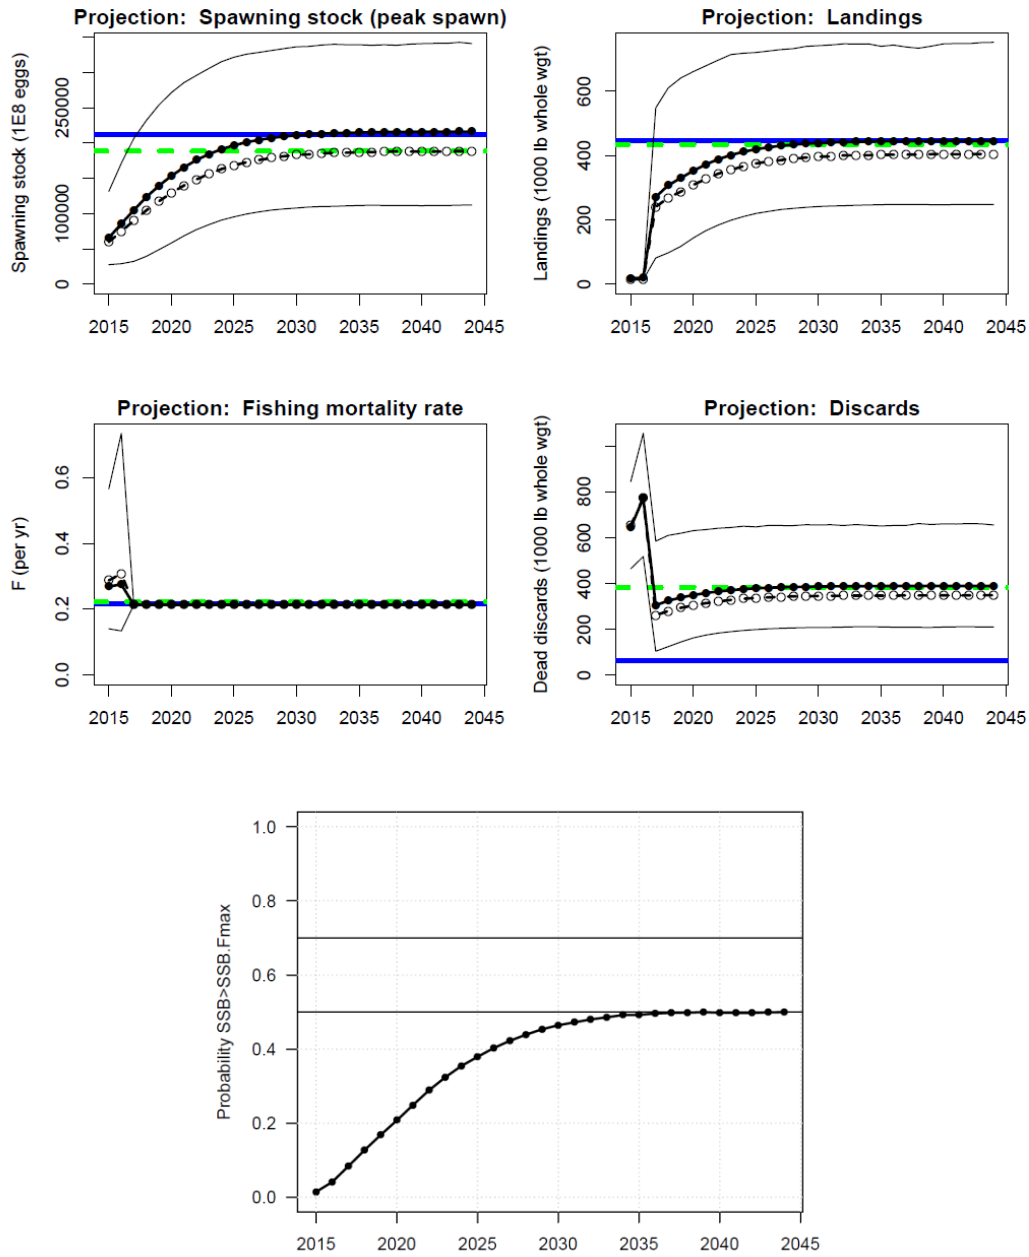 Projection: Spawning stock (peak spawn)
Spawning stock (1E8 eggs)
250000
100000
0
2015 2020 2025 2030 2035 2040 2045
Projection: Landings
Landings (1000 lb whole wgt)
600
400
200
0
2015 2020 2025 2030 2035 2040 2045
Projection: Fishing mortality rate
F (per yr)
0.6
0.4
0.2
0.0
2015 2020 2025 2030 2035 2040 2045
Projection: Discards
Dead discards (1000 lb whole wgt)
800
600
400
200
0
2015 2020 2025 2030 2035 2040 2045
Probability SSB>SSB.Fmax
1.0
0.8
0.6
0.4
0.2
0.0
2015 2020 2025 2030 2035 2040 2045